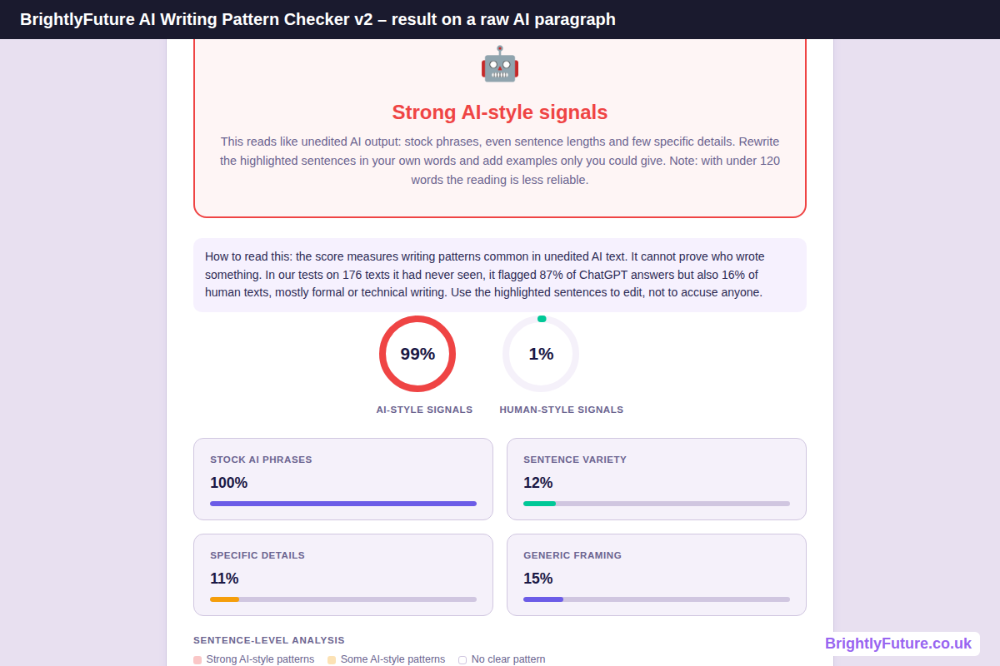 BrightlyFuture AI Writing Pattern Checker v2 – result on a raw AI paragraph
Strong AI-style signals
This reads like unedited AI output: stock phrases, even sentence lengths and few specific details. Rewrite
the highlighted sentences in your own words and add examples only you could give. Note: with under 120
words the reading is less reliable.
How to read this: the score measures writing patterns common in unedited AI text. It cannot prove who wrote
something. In our tests on 176 texts it had never seen, it flagged 87% of ChatGPT answers but also 16% of
human texts, mostly formal or technical writing. Use the highlighted sentences to edit, not to accuse anyone.
99%
AI-STYLE SIGNALS
1%
HUMAN-STYLE SIGNALS
STOCK AI PHRASES
100%
SENTENCE VARIETY
12%
SPECIFIC DETAILS
11%
GENERIC FRAMING
15%
SENTENCE-LEVEL ANALYSIS
Strong AI-style patterns Some AI-style patterns No clear pattern
BrightlyFuture.co.uk